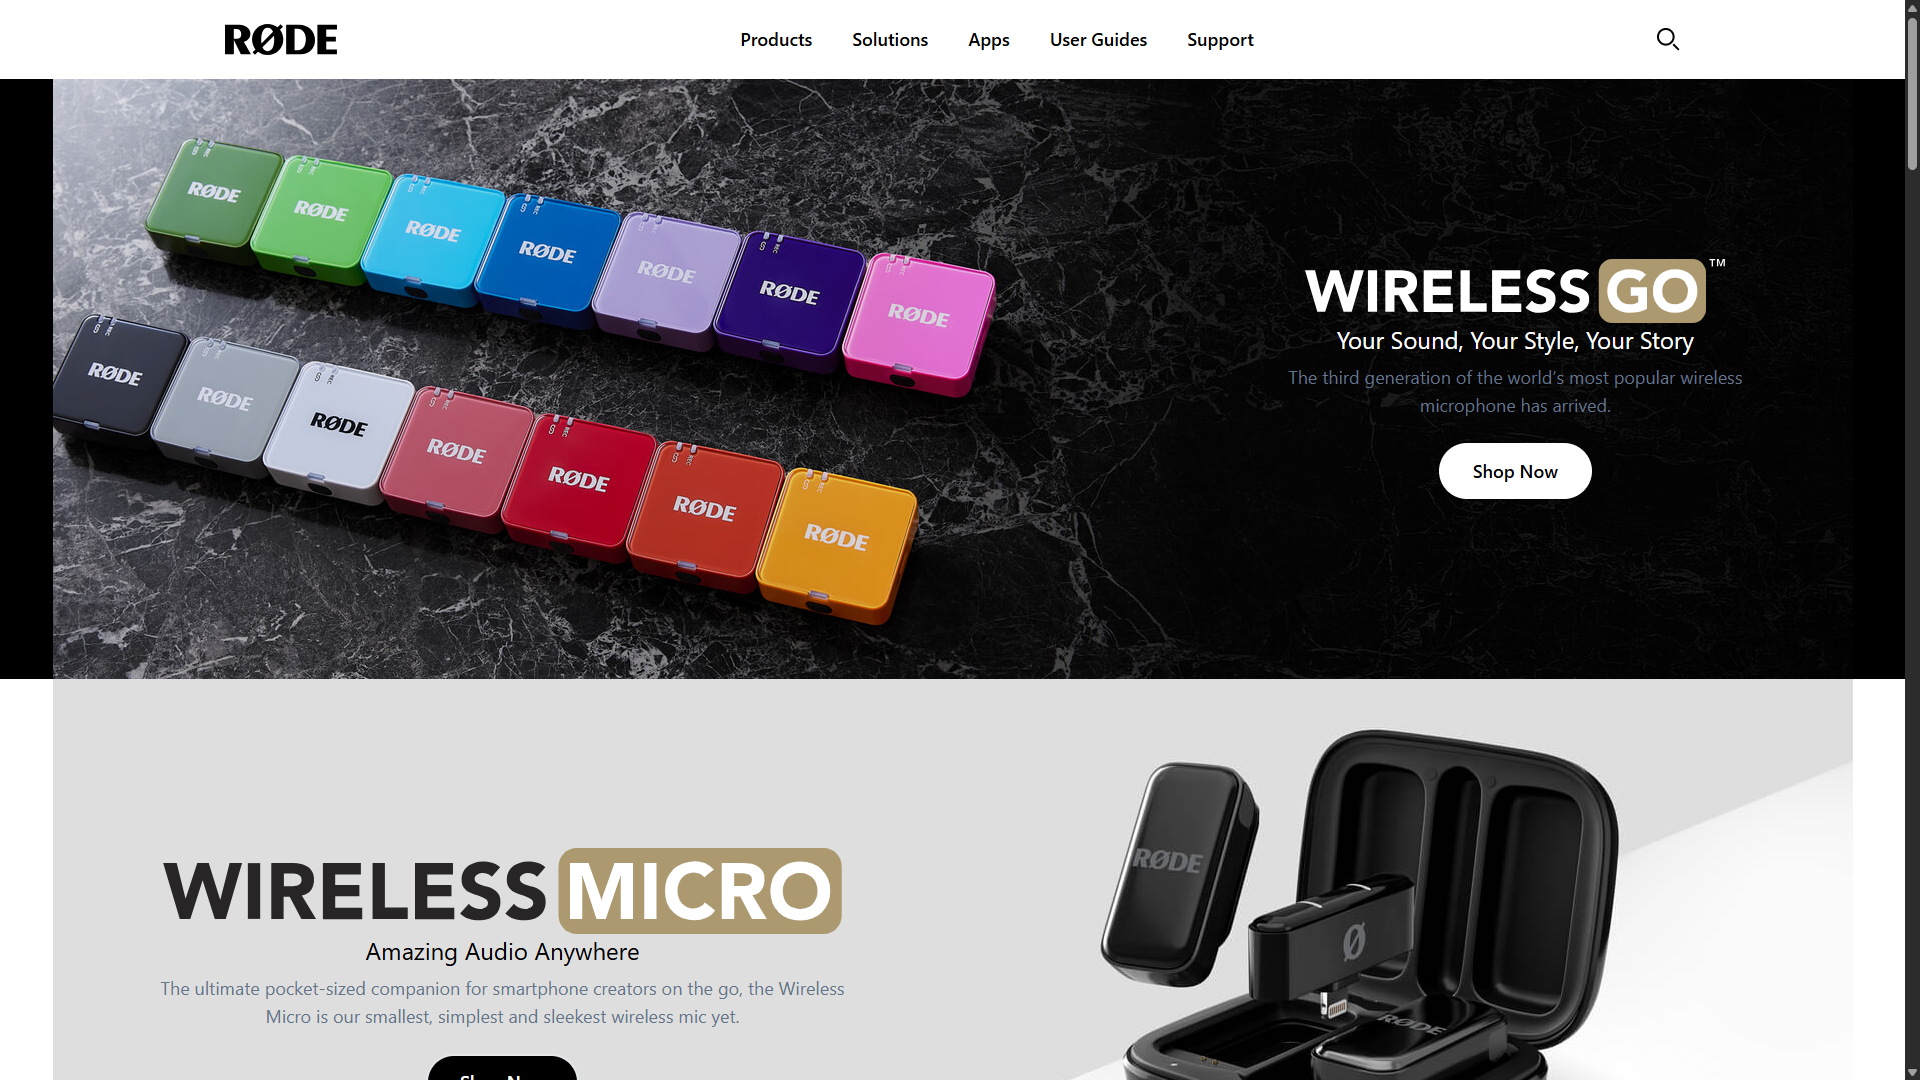 RØDE
Products
Solutions
Apps
User Guides
Support
RØDE
RØDE
RØDE
RØDE
RØDE
RØDE
RØDE
RØDE
RØDE
RØDE
RØDE
RØDE
RØDE
RØDE
WIRELESS GO™
Your Sound, Your Style, Your Story
The third generation of the world’s most popular wireless
microphone has arrived.
Shop Now
WIRELESS MICRO
Amazing Audio Anywhere
The ultimate pocket-sized companion for smartphone creators on the go, the Wireless
Micro is our smallest, simplest and sleekest wireless mic yet.
RØDE
RØDE